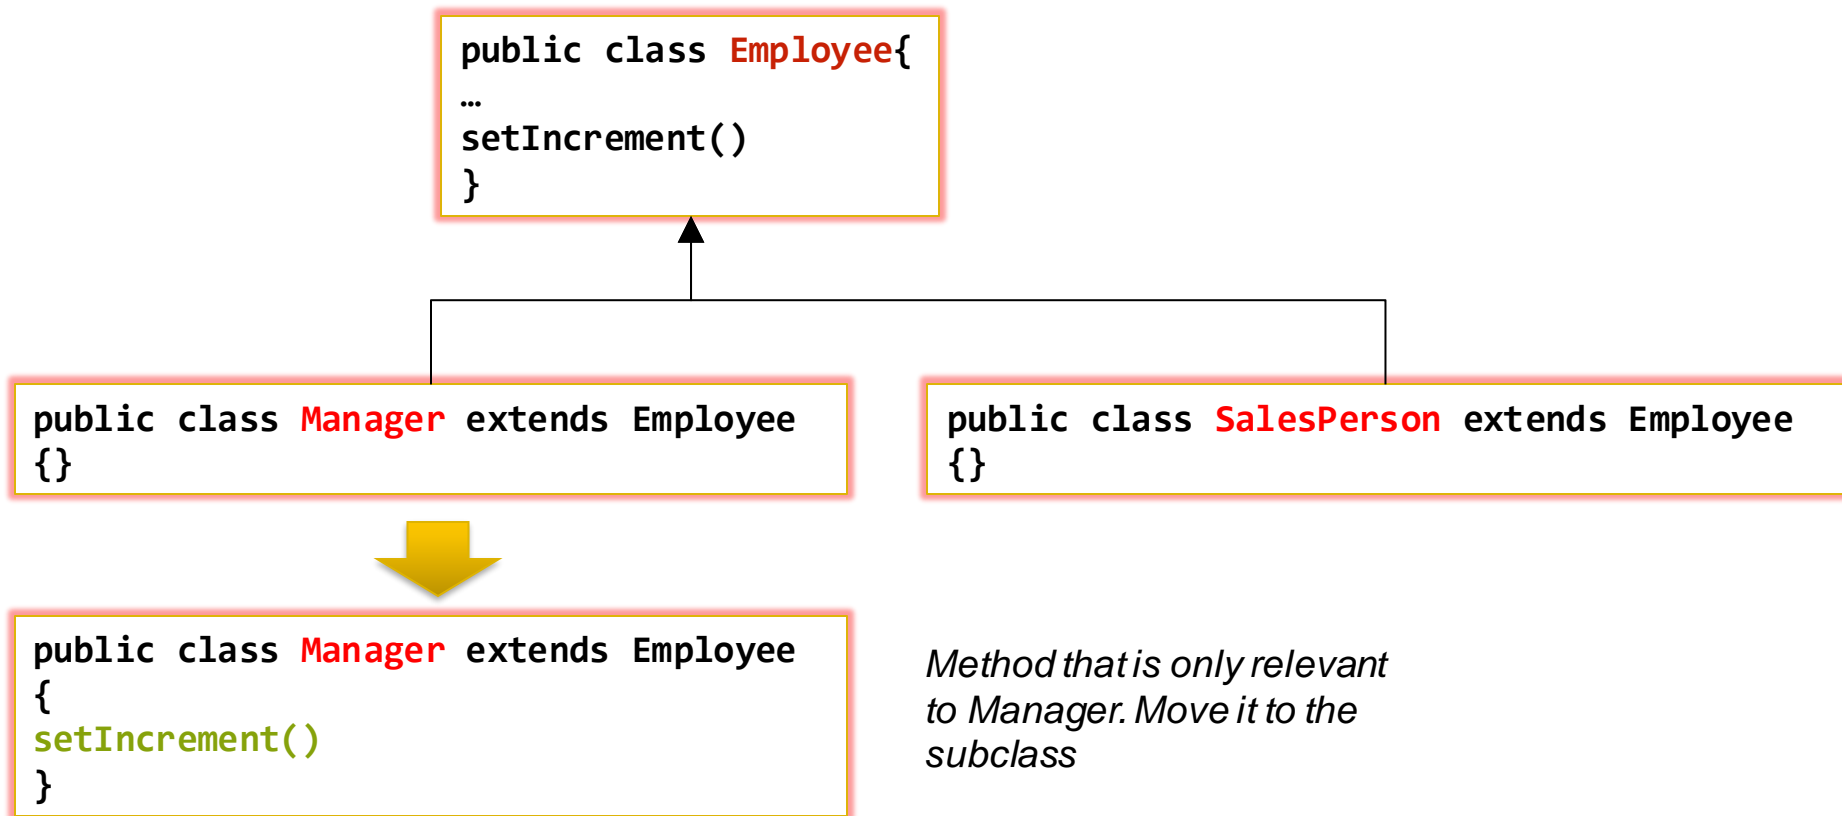 public class Employee{
…
setIncrement()
}
public class Manager extends Employee
{}
public class SalesPerson extends Employee
{}
public class Manager extends Employee
{
setIncrement()
}
Method that is only relevant
to Manager. Move it to the
subclass